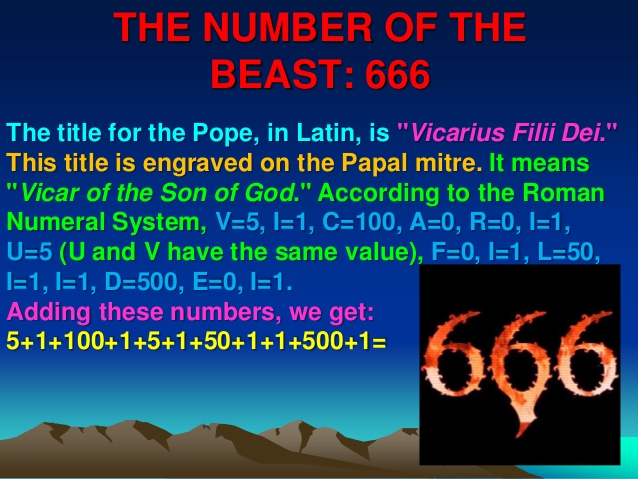 THE NUMBER OF THE
BEAST: 666
The title for the Pope, in Latin, is "Vicarius Filii Dei."
This title is engraved on the Papal mitre. It means
"Vicar of the Son of God." According to the Roman
Numeral System, V=5, I=1, C=100, A=0, R=0, I=1,
U=5 (U and V have the same value), F=0, I=1, L=50,
I=1, I=1, D=500, E=0, I=1.
Adding these numbers, we get:
5+1+100+1+5+1+50+1+1+500+1=
666